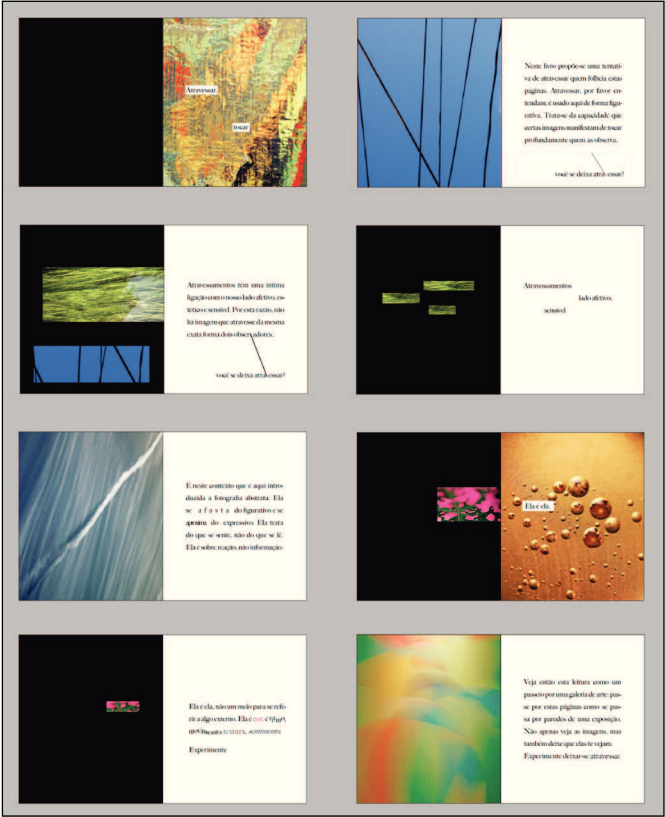 Atravessar,
tocar
Neste livro propõe-se uma tentati-
va de atravessar quem folheia estas
páginas. Atravessar, por favor en-
tendam, é usado aqui de forma figu-
rativa. Trata-se da capacidade que
certas imagens manifestam de tocar
profundamente quem as observa.
você se deixa atravessar?
Atravessamentos têm uma íntima
ligação com o nosso lado afetivo, es-
tético e sensível. Por esta razão, não
há imagem que atravesse da mesma
exata forma dois observadores.
você se deixa atravessar?
Atravessamentos
lado afetivo,
sensível
É neste contexto que é aqui intro-
duzida a fotografia abstrata. Ela
se a f a s t a do figurativo e se
aproxima do expressivo. Ela trata
do que se sente, não do que se lê.
Ela é sobre reação, não informação.
Ela é ela.
Ela é ela, não um meio para se refe-
rir a algo externo. Ela é cor, é ritmo,
movimento, textura, sentimento.
Experimente
Veja então esta leitura como um
passeio por uma galeria de arte: pas-
se por estas páginas como se pas-
sa por paredes de uma exposição.
Não apenas veja as imagens, mas
também deixe que elas te vejam.
Experimente deixar-se atravessar.